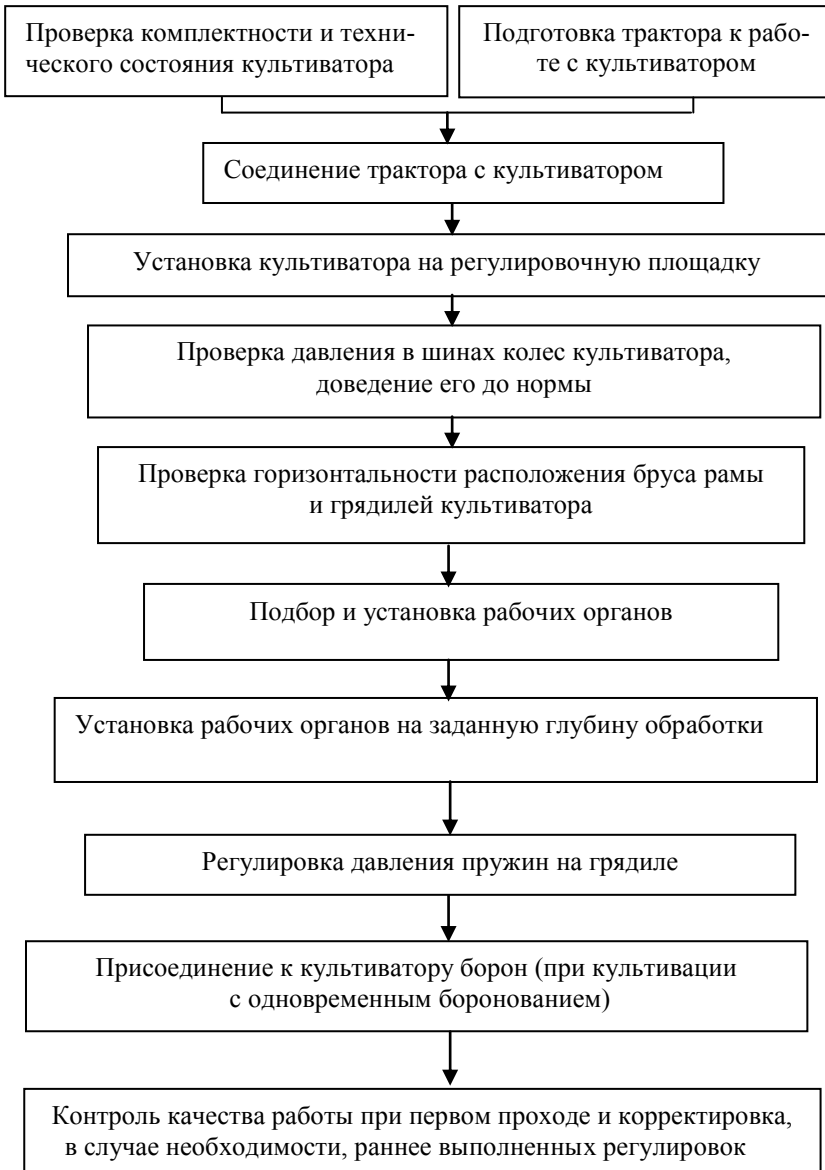 Проверка комплектности и техни-
ческого состояния культиватора
Подготовка трактора к рабо-
те с культиватором
Соединение трактора с культиватором
Установка культиватора на регулировочную площадку
Проверка давления в шинах колес культиватора,
доведение его до нормы
Проверка горизонтальности расположения бруса рамы
и грядилей культиватора
Подбор и установка рабочих органов
Установка рабочих органов на заданную глубину обработки
Регулировка давления пружин на грядиле
Присоединение к культиватору борон (при культивации
с одновременным боронованием)
Контроль качества работы при первом проходе и корректировка,
в случае необходимости, раннее выполненных регулировок